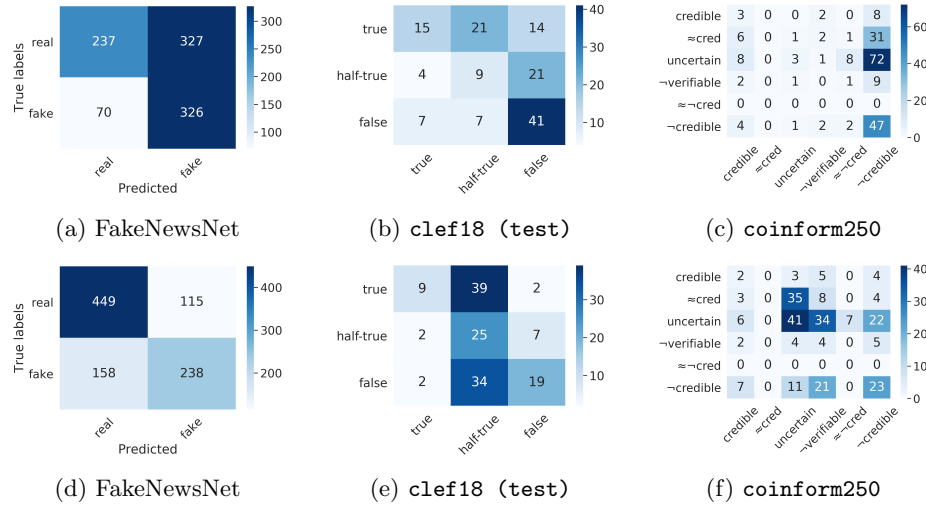 real 237 327 300
250
200
fake 70 326 150
100
True labels
real fake
Predicted
(a) FakeNewsNet
true 15 21 14 40
30
half-true 4 9 21
20
false 7 7 41 10
true half-true false
(b) clef18 (test)
credible 3 0 0 2 0 8
≈cred 6 0 1 2 1 31 60
uncertain 8 0 3 1 8 72 40
¬verifiable 2 0 1 0 1 9
≈¬cred 0 0 0 0 0 0 20
¬credible 4 0 1 2 2 47 0
credible ≈cred uncertain ¬verifiable ≈¬cred ¬credible
(c) coinform250
real 449 115 400
300
fake 158 238 200
True labels
real fake
Predicted
(d) FakeNewsNet
true 9 39 2
30
half-true 2 25 7 20
false 2 34 19 10
true half-true false
(e) clef18 (test)
credible 2 0 3 5 0 4 40
≈cred 3 0 35 8 0 4 30
uncertain 6 0 41 34 7 22
¬verifiable 2 0 4 4 0 5 20
≈¬cred 0 0 0 0 0 0 10
¬credible 7 0 11 21 0 23 0
credible ≈cred uncertain ¬verifiable ≈¬cred ¬credible
(f) coinform250